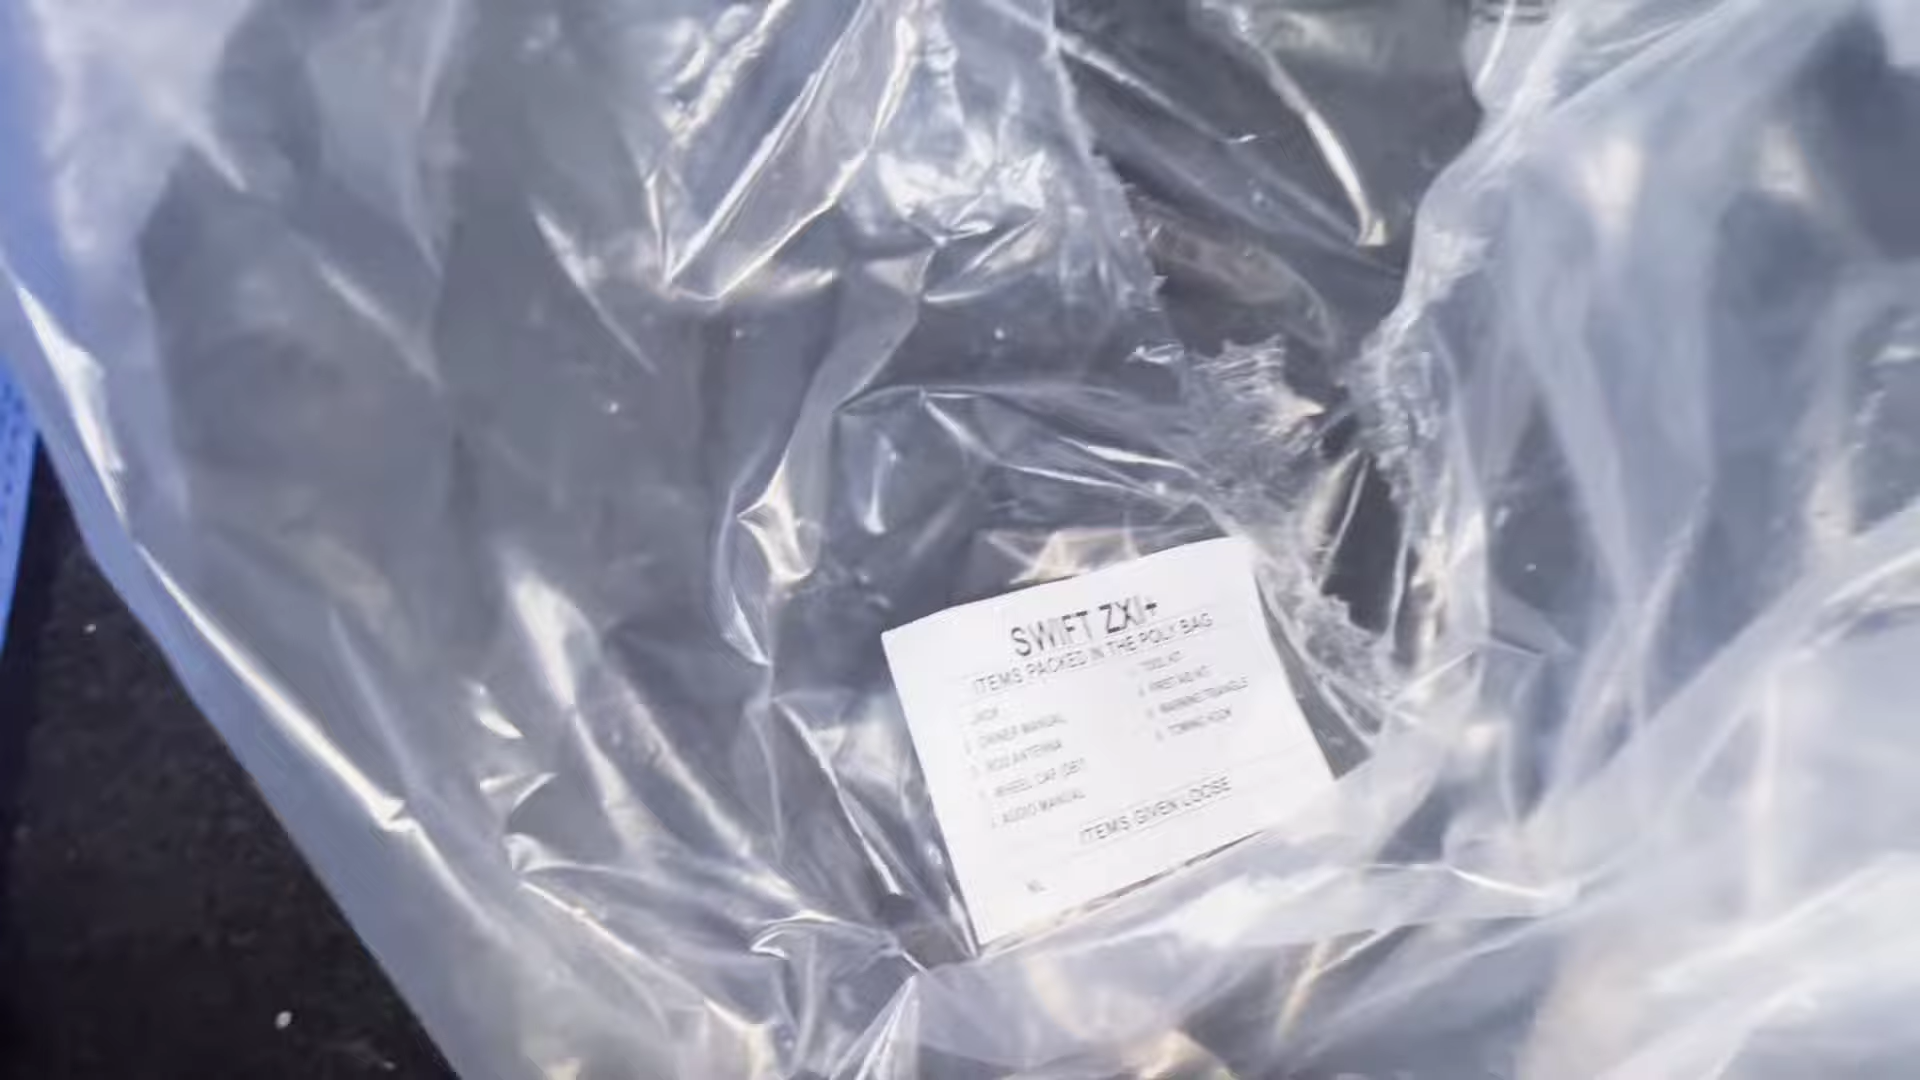 SWIFT ZXI+
ITEMS PACKED IN THE POLY BAG
JACK
OWNER MANUAL
ROD ANTENNA
WHEEL CAP
AUDIO MANUAL
TOOL KIT
FIRST AID KIT
WARNING TRIANGLE
TOWING HOOK
ITEMS GIVEN LOOSE